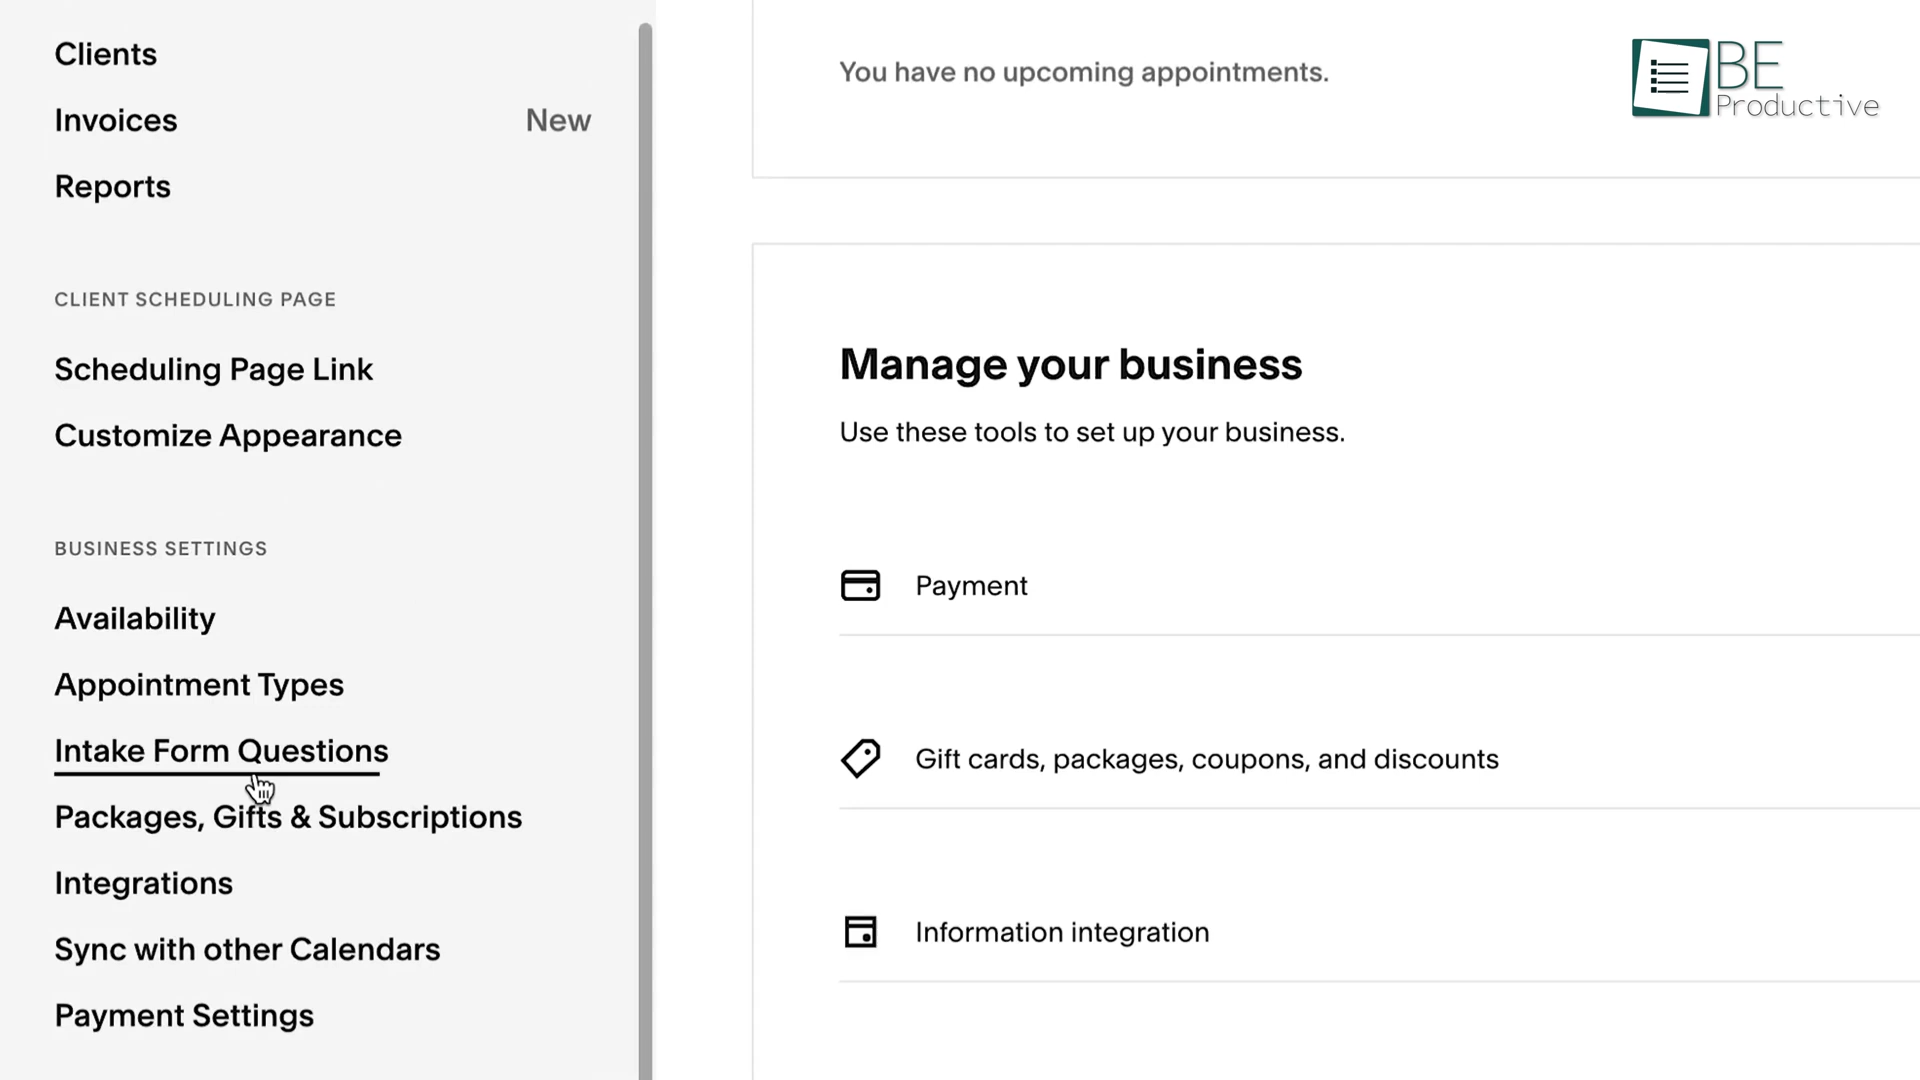 Clients
Invoices New
Reports
CLIENT SCHEDULING PAGE
Scheduling Page Link
Customize Appearance
BUSINESS SETTINGS
Availability
Appointment Types
Intake Form Questions
Packages, Gifts & Subscriptions
Integrations
Sync with other Calendars
Payment Settings
You have no upcoming appointments.
BE
Productive
Manage your business
Use these tools to set up your business.
Payment
Gift cards, packages, coupons, and discounts
Information integration